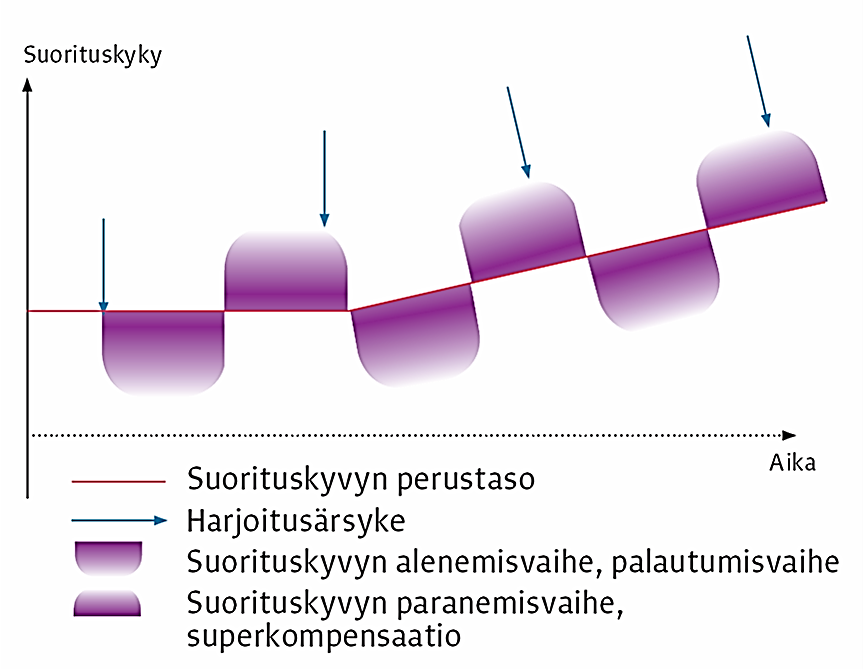 Suorituskyky
Aika
Suorituskyvyn perustaso
Harjoitusärsyke
Suorituskyvyn alenemisvaihe, palautumisvaihe
Suorituskyvyn paranemisvaihe,
superkompensaatio